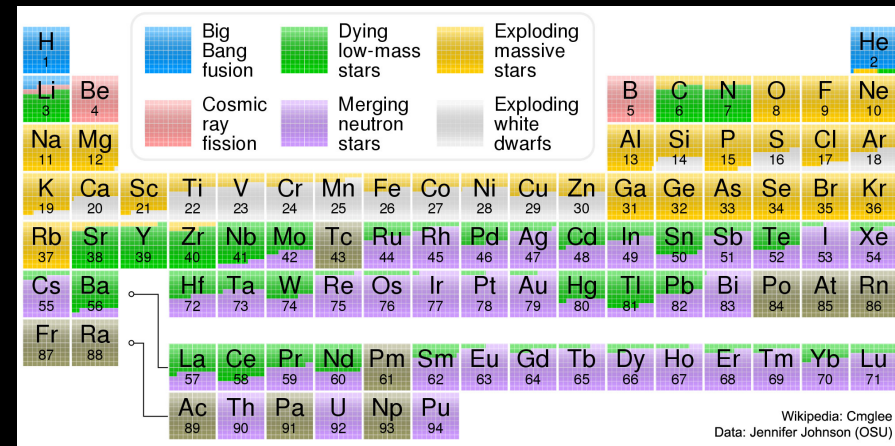 H
1
Big
Bang
fusion
Dying
low-mass
stars
Exploding
massive
stars
He
2
Li
3
Be
4
Cosmic
ray
fission
Merging
neutron
stars
Exploding
white
dwarfs
B C N O F Ne
5 6 7 8 9 10
Na Mg Al Si P S Cl Ar
11 12 13 14 15 16 17 18
K Ca Sc Ti V Cr Mn Fe Co Ni Cu Zn Ga Ge As Se Br Kr
19 20 21 22 23 24 25 26 27 28 29 30 31 32 33 34 35 36
Rb Sr Y Zr Nb Mo Tc Ru Rh Pd Ag Cd In Sn Sb Te I Xe
37 38 39 40 41 42 43 44 45 46 47 48 49 50 51 52 53 54
Cs Ba Hf Ta W Re Os Ir Pt Au Hg Tl Pb Bi Po At Rn
55 56 72 73 74 75 76 77 78 79 80 81 82 83 84 85 86
Fr Ra
87 88
La Ce Pr Nd Pm Sm Eu Gd Tb Dy Ho Er Tm Yb Lu
57 58 59 60 61 62 63 64 65 66 67 68 69 70 71
Ac Th Pa U Np Pu
89 90 91 92 93 94
Wikipedia: Cmglee
Data: Jennifer Johnson (OSU)